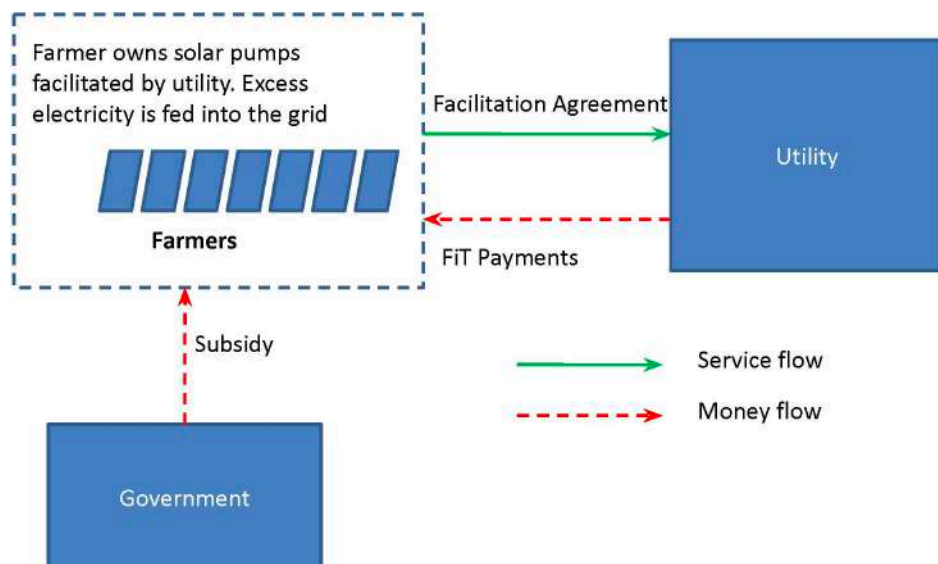 Farmer owns solar pumps
facilitated by utility. Excess
electricity is fed into the grid
Farmers
Facilitation Agreement
Utility
FiT Payments
Subsidy
Service flow
Money flow
Government